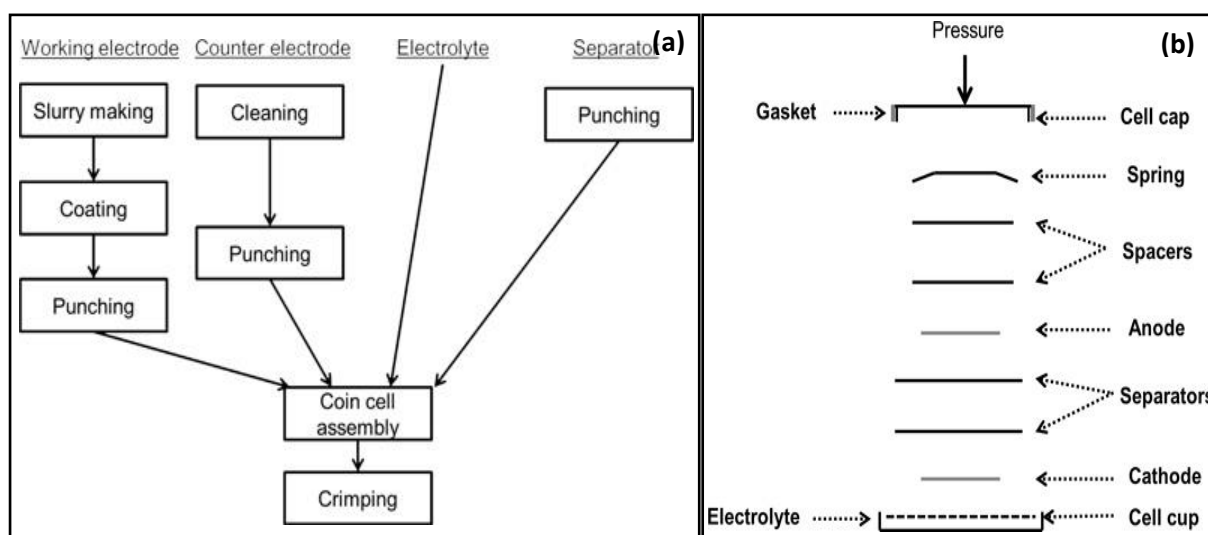 Working electrode
Counter electrode
Electrolyte
Separator
(a)
Slurry making
Cleaning
Punching
Coating
Punching
Punching
Coin cell
assembly
Crimping
(b)
Pressure
Gasket
Cell cap
Spring
Spacers
Anode
Separators
Cathode
Electrolyte
Cell cup